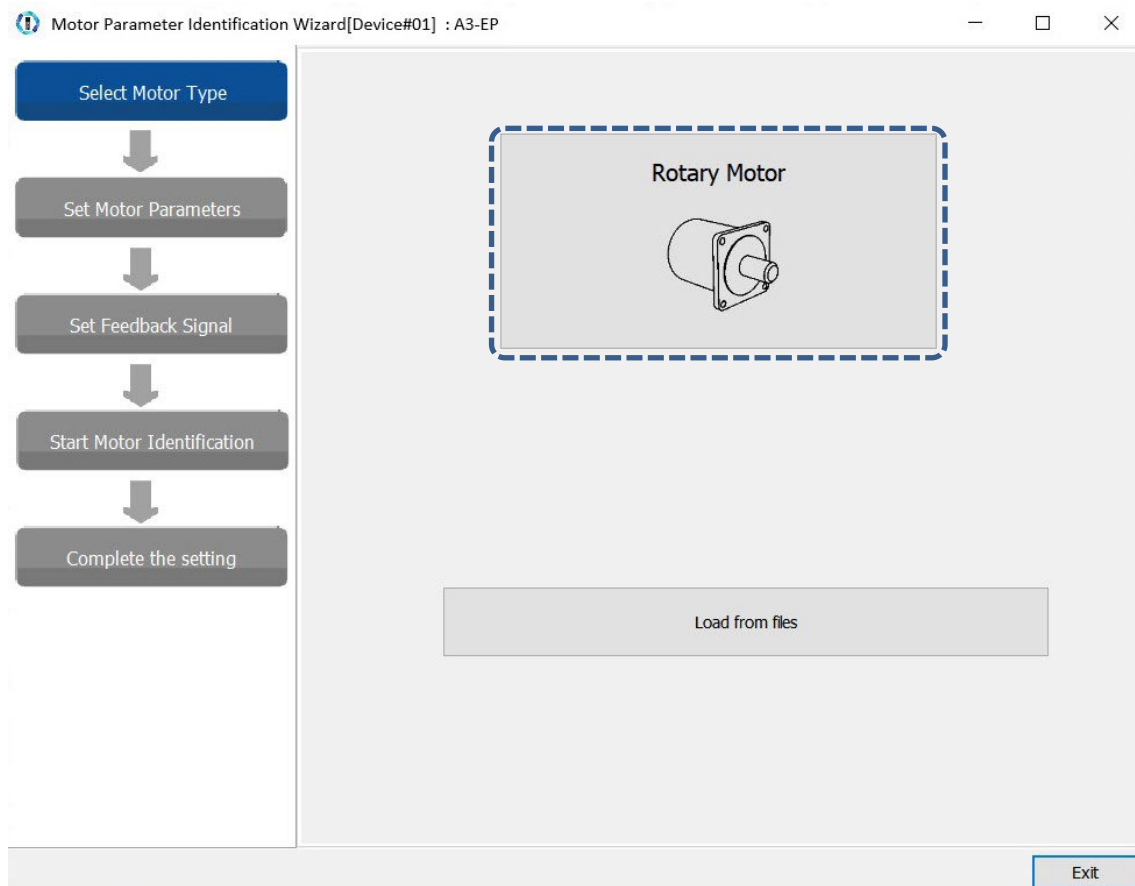 Motor Parameter Identification Wizard[Device#01] : A3-EP
Select Motor Type
Set Motor Parameters
Set Feedback Signal
Start Motor Identification
Complete the setting
Rotary Motor
Load from files
Exit